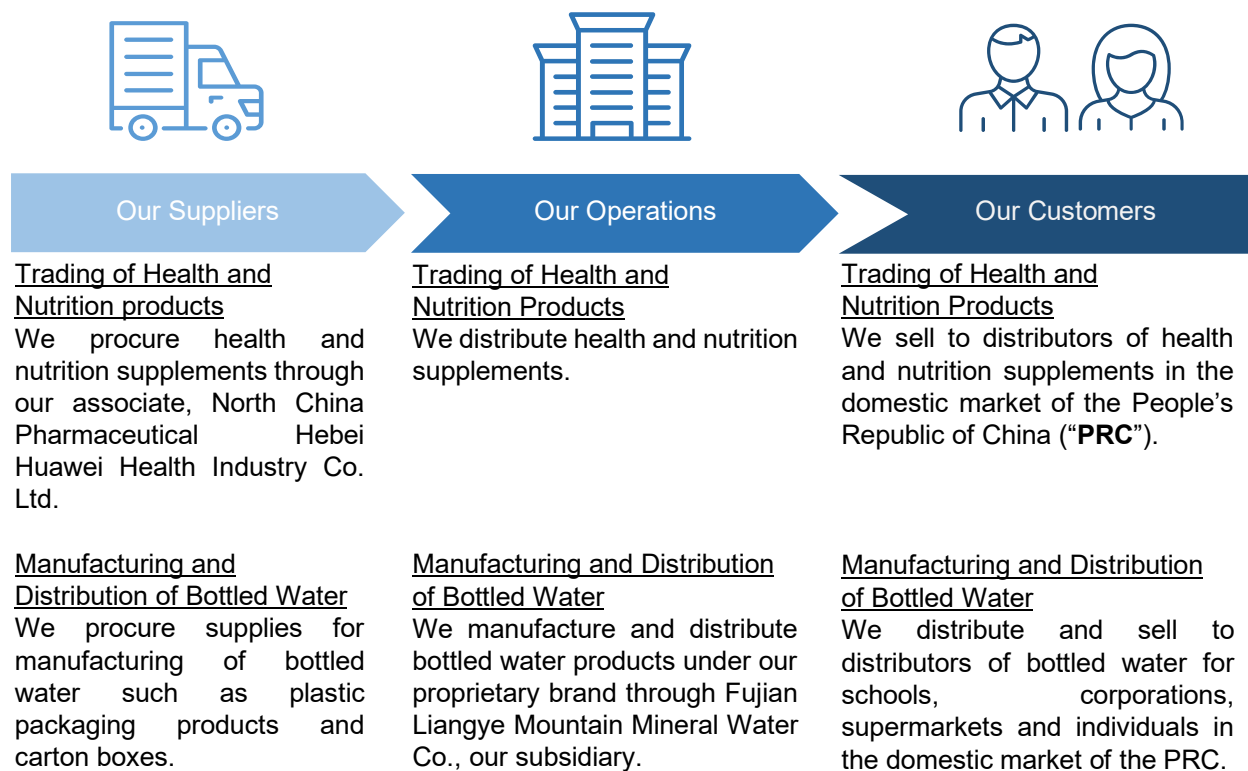 Our Suppliers
Our Operations
Our Customers
Trading of Health and
Nutrition products
We procure health and
nutrition supplements through
our associate, North China
Pharmaceutical Hebei
Huawei Health Industry Co.
Ltd.
Manufacturing and
Distribution of Bottled Water
We procure supplies for
manufacturing of bottled
water such as plastic
packaging products and
carton boxes.
Trading of Health and
Nutrition Products
We distribute health and nutrition
supplements.
Manufacturing and Distribution
of Bottled Water
We manufacture and distribute
bottled water products under our
proprietary brand through Fujian
Liangye Mountain Mineral Water
Co., our subsidiary.
Trading of Health and
Nutrition Products
We sell to distributors of health
and nutrition supplements in the
domestic market of the People’s
Republic of China (“PRC”).
Manufacturing and Distribution
of Bottled Water
We distribute and sell to
distributors of bottled water for
schools, corporations,
supermarkets and individuals in
the domestic market of the PRC.